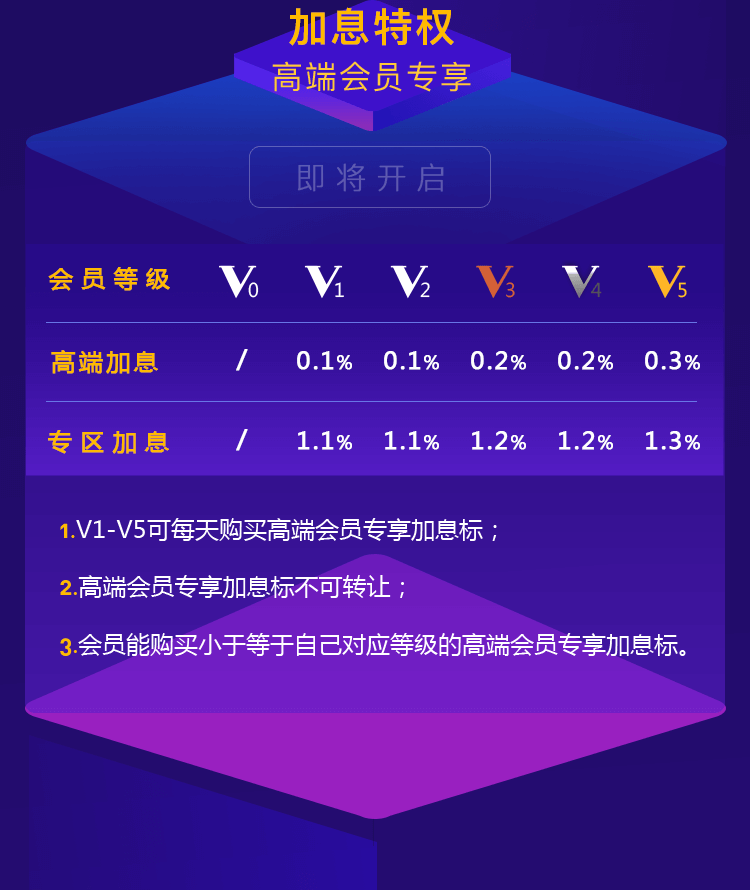 加息特权
高端会员专享
即将开启
会员等级 V0 V1 V2 V3 V4 V5
高端加息 / 0.1% 0.1% 0.2% 0.2% 0.3%
专区加息 / 1.1% 1.1% 1.2% 1.2% 1.3%
1.V1-V5可每天购买高端会员专享加息标；
2.高端会员专享加息标不可转让；
3.会员能购买小于等于自己对应等级的高端会员专享加息标。